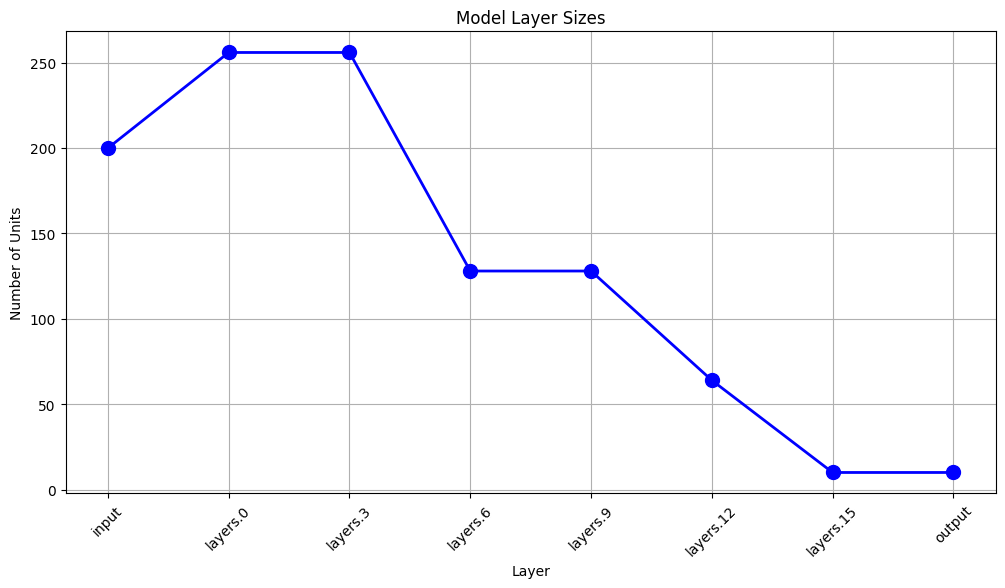 Model Layer Sizes
Number of Units
250
200
150
100
50
0
input
layers.0
layers.3
layers.6
layers.9
layers.12
layers.15
output
Layer